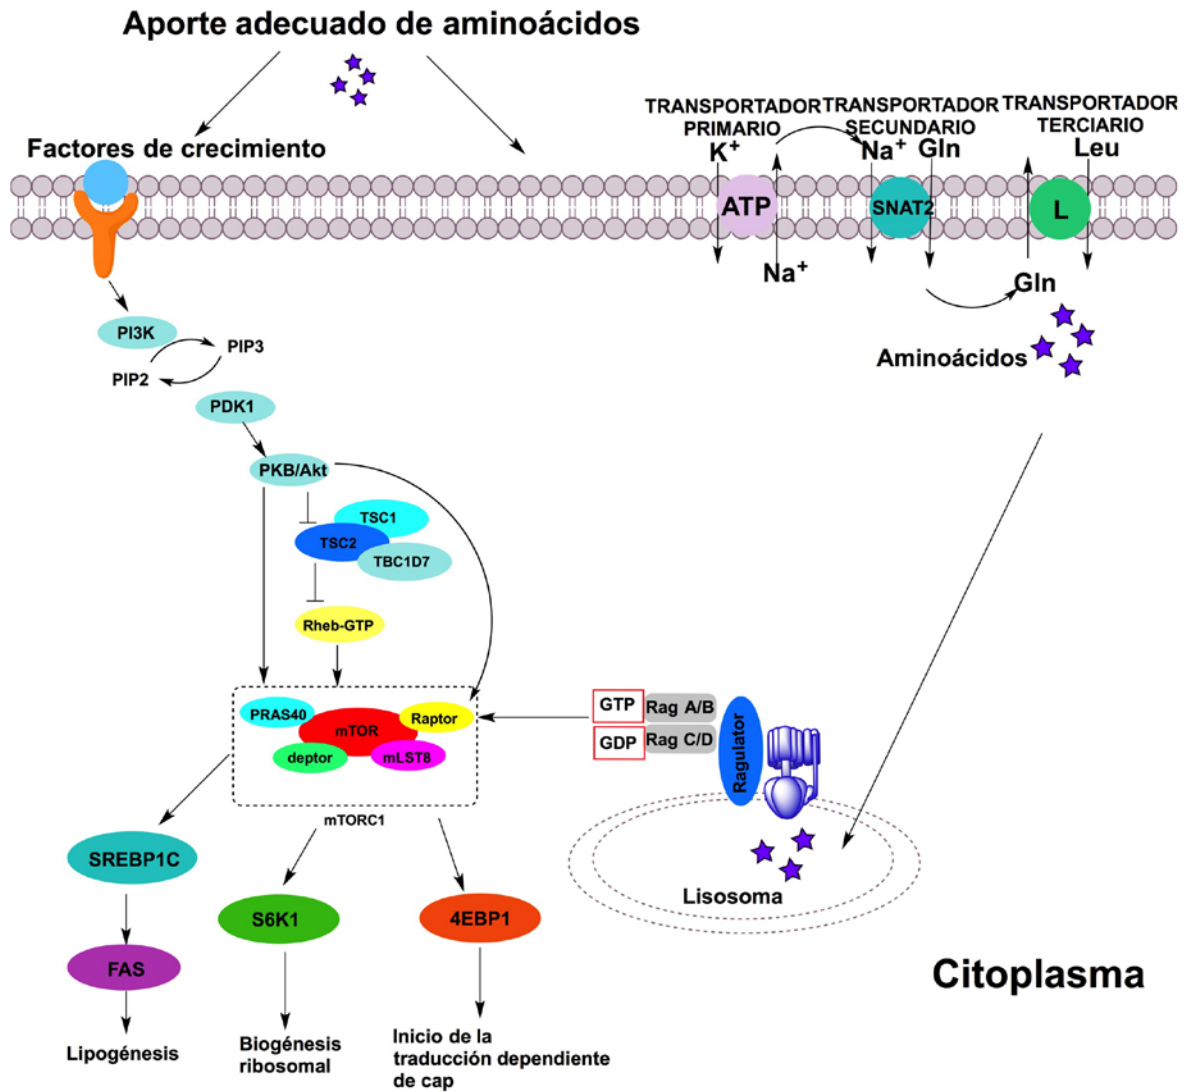 Aporte adecuado de aminoácidos
Factores de crecimiento
TRANSPORTADOR
PRIMARIO
TRANSPORTADOR
SECUNDARIO
TRANSPORTADOR
TERCIARIO
K+
Na+
Gln
Leu
ATP
SNAT2
L
Na+
Gln
Aminoácidos
PI3K
PIP3
PIP2
PDK1
PKB/Akt
TSC1
TSC2
TBC1D7
Rheb-GTP
PRAS40
mTOR
Raptor
deptor
mLST8
mTORC1
GTP
Rag A/B
GDP
Rag C/D
Ragulator
Lisosoma
SREBP1C
S6K1
4EBP1
FAS
Citoplasma
Lipogénesis
Biogénesis
ribosomal
Inicio de la
traducción dependiente
de cap